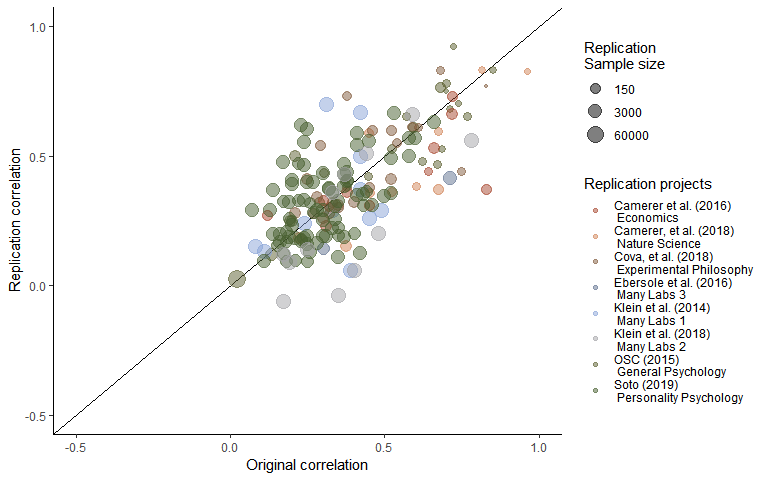 1.0
0.5
0.0
-0.5
Replication correlation
-0.5
0.0
0.5
1.0
Original correlation
Replication
Sample size
150
3000
60000
Replication projects
Camerer et al. (2016)
Economics
Camerer, et al. (2018)
Nature Science
Cova, et al. (2018)
Experimental Philosophy
Ebersole et al. (2016)
Many Labs 3
Klein et al. (2014)
Many Labs 1
Klein et al. (2018)
Many Labs 2
OSC (2015)
General Psychology
Soto (2019)
Personality Psychology